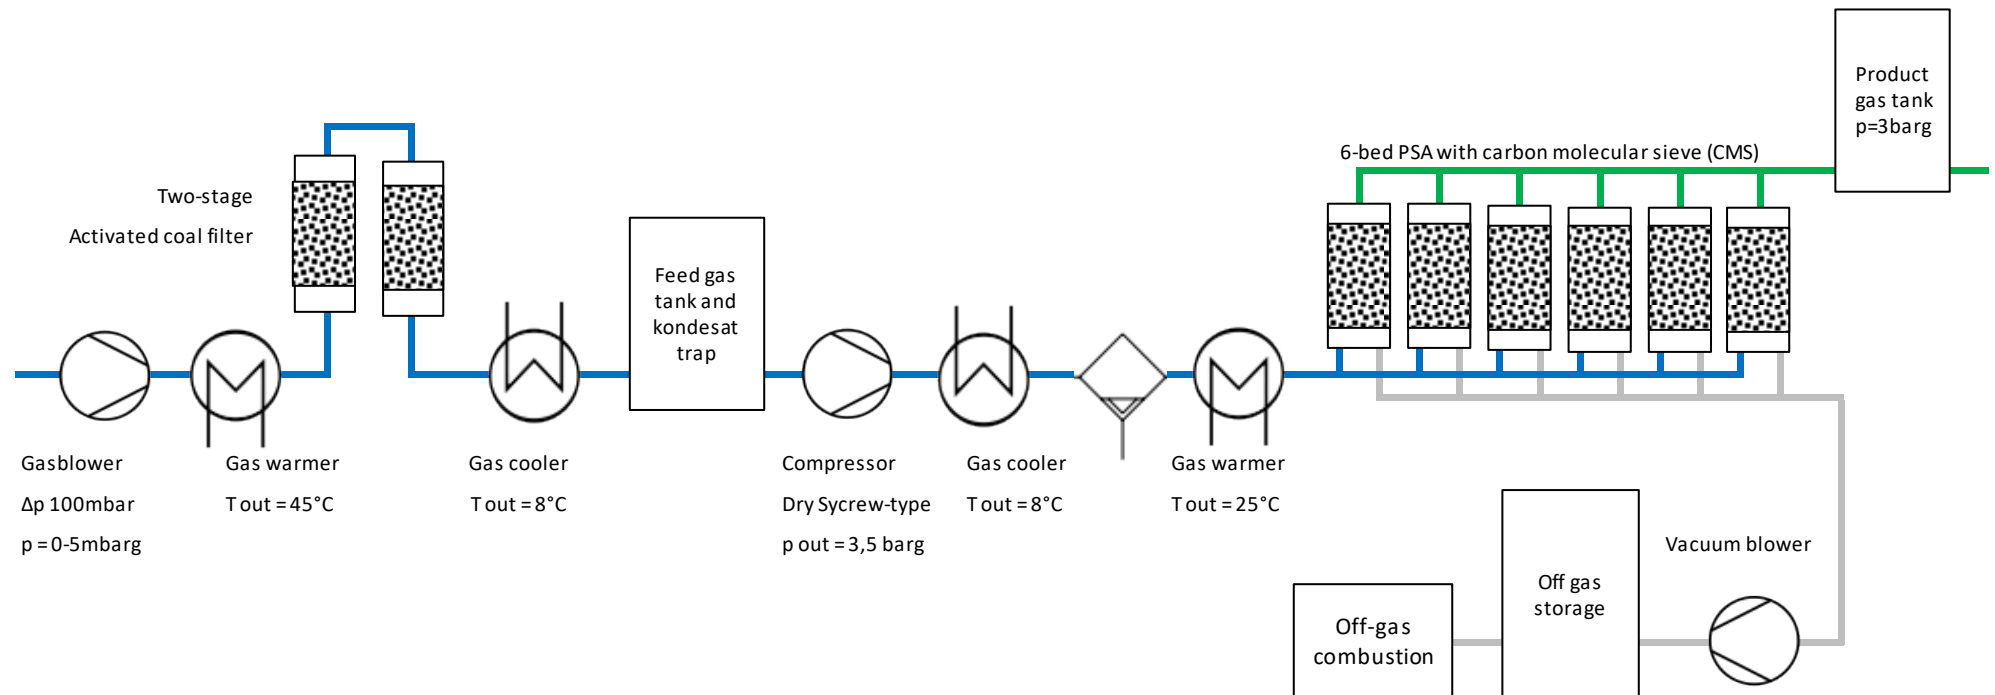 Product
gas tank
p=3barg
6-bed PSA with carbon molecular sieve (CMS)
Two-stage
Activated coal filter
Feed gas
tank and
kondesat
trap
Gasblower
Δp 100mbar
p = 0-5mbarg
Gas warmer
T out = 45°C
Gas cooler
T out = 8°C
Compressor
Dry Sycrew-type
p out = 3,5 barg
Gas cooler
T out = 8°C
Gas warmer
T out = 25°C
Vacuum blower
Off gas
storage
Off-gas
combustion